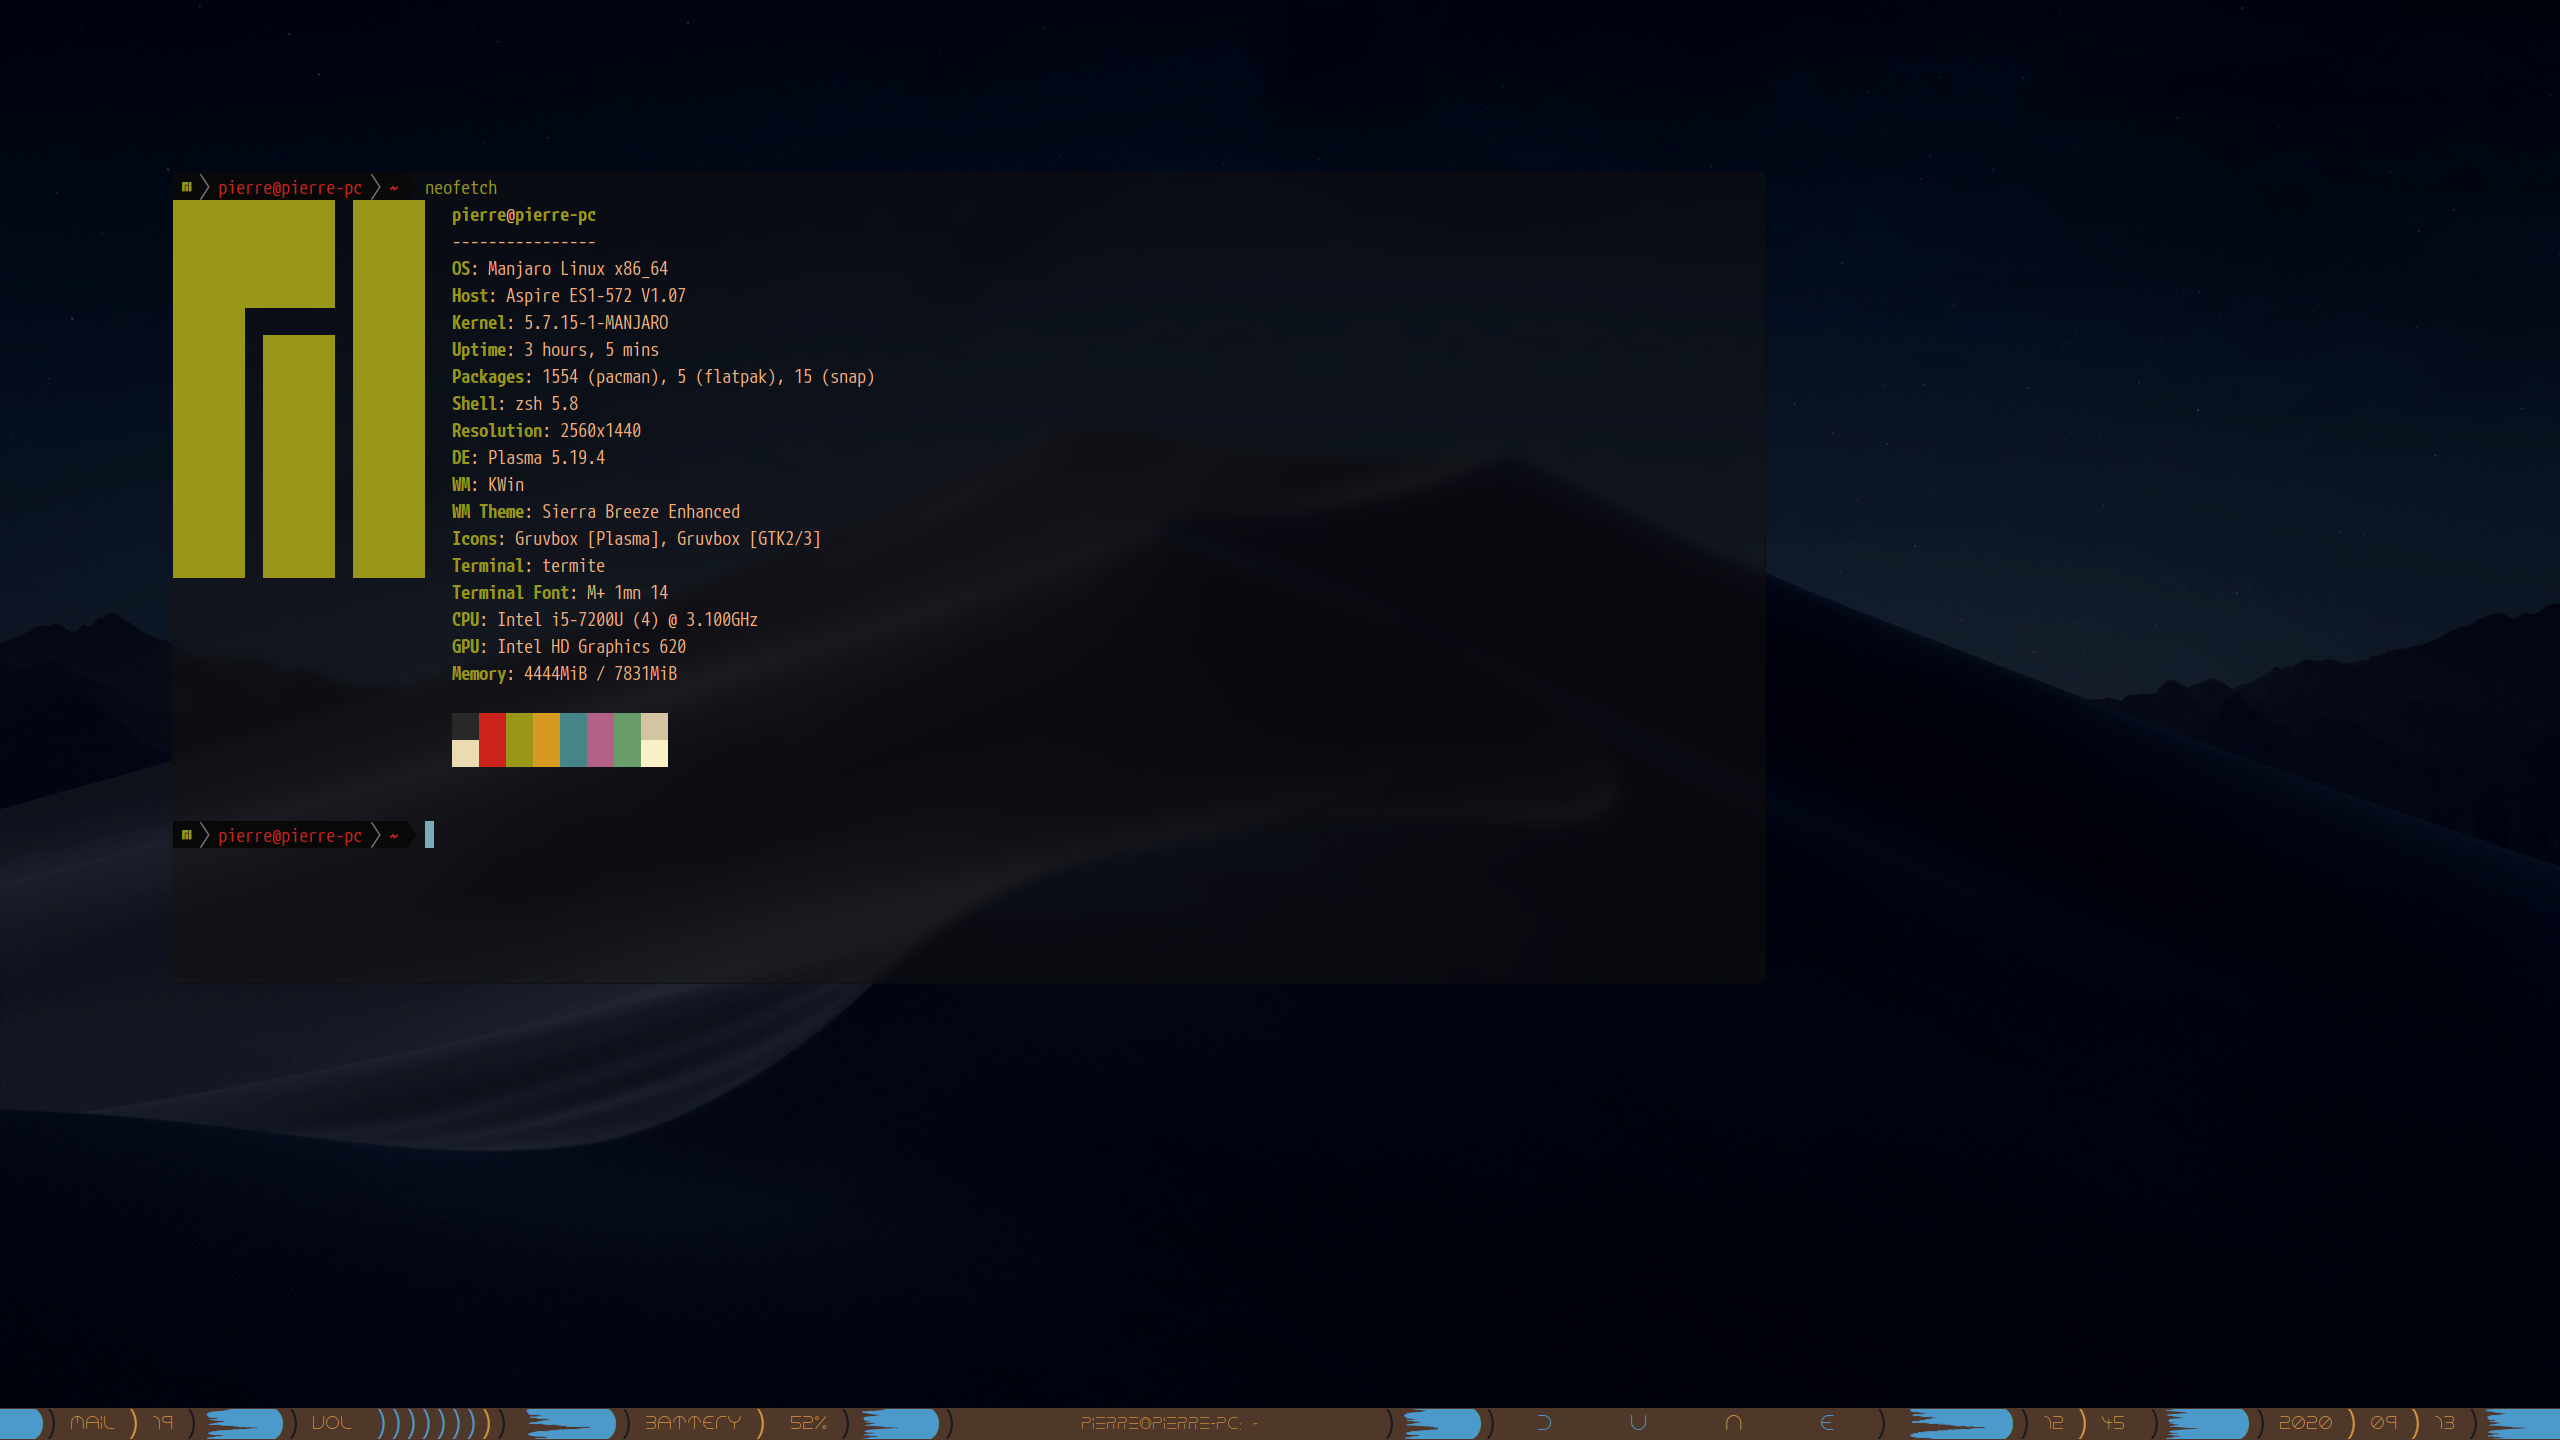 pierre@pierre-pc ~ neofetch
pierre@pierre-pc
----------------
OS: Manjaro Linux x86_64
Host: Aspire ES1-572 V1.07
Kernel: 5.7.15-1-MANJARO
Uptime: 3 hours, 5 mins
Packages: 1554 (pacman), 5 (flatpak), 15 (snap)
Shell: zsh 5.8
Resolution: 2560x1440
DE: Plasma 5.19.4
WM: KWin
WM Theme: Sierra Breeze Enhanced
Icons: Gruvbox [Plasma], Gruvbox [GTK2/3]
Terminal: termite
Terminal Font: M+ 1mn 14
CPU: Intel i5-7200U (4) @ 3.100GHz
GPU: Intel HD Graphics 620
Memory: 4444MiB / 7831MiB
pierre@pierre-pc ~
MAIL ) 19 ) VOL )))))))) ) BATTERY ) 52% ) PIERRE@PIERRE-PC: ~ ) D U N E ) 12 ) 45 ) 2020 ) 09 ) 13 )